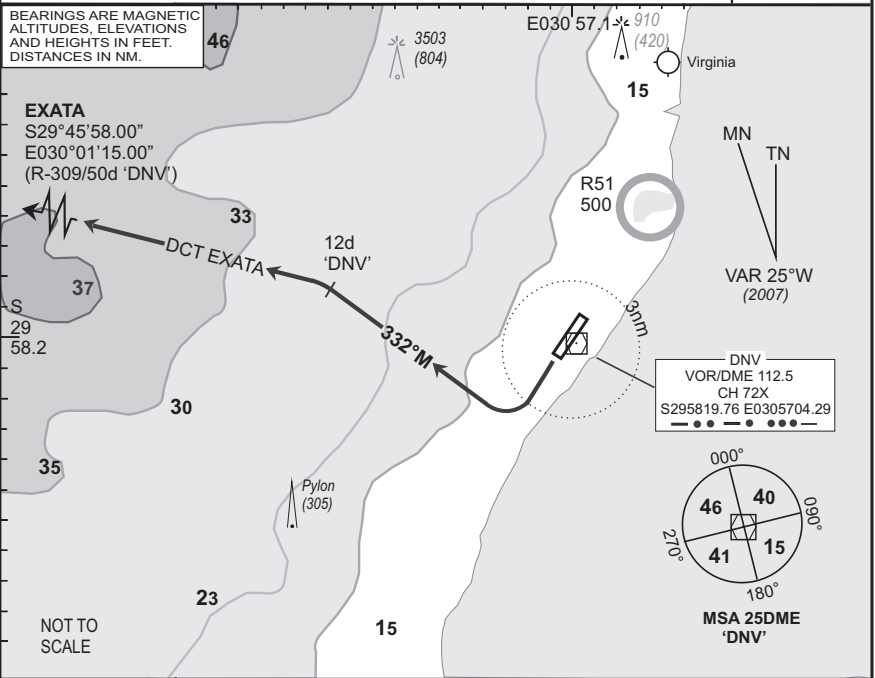 BEARINGS ARE MAGNETIC
ALTITUDES, ELEVATIONS
AND HEIGHTS IN FEET.
DISTANCES IN NM.
46
3503
(804)
E030 57.1
910
(420)
Virginia
15
EXATA
S29°45'58.00”
E030°01'15.00”
(R-309/50d ‘DNV’)
MN
TN
VAR 25°W
(2007)
R51
500
33
DCT EXATA
12d
‘DNV’
37
S
29
58.2
332°M
3nm
DNV
VOR/DME 112.5
CH 72X
S295819.76 E0305704.29
30
35
Pylon
(305)
000°
090°
180°
270°
46
40
41
15
MSA 25DME
‘DNV’
23
15
NOT TO
SCALE